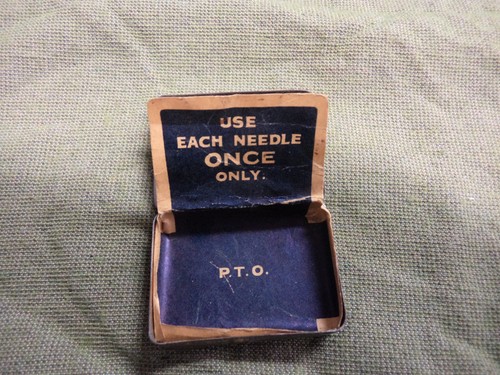 USE
EACH NEEDLE
ONCE
ONLY.
P.T.O.